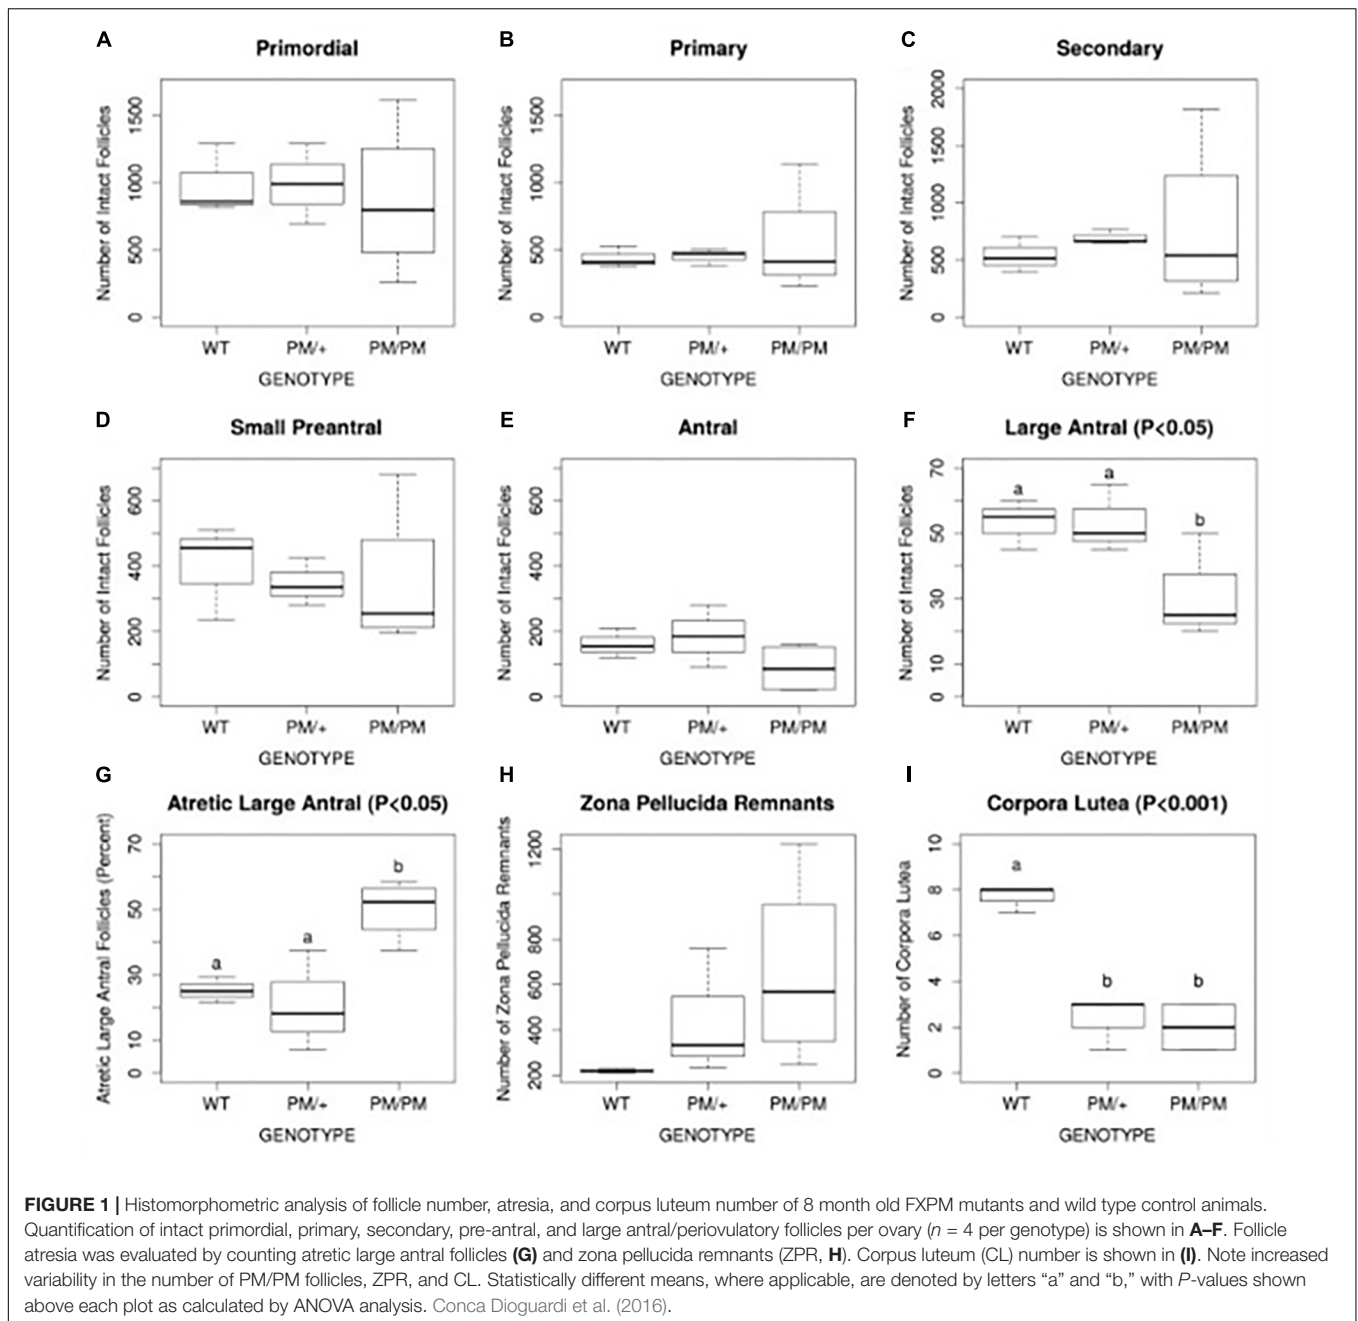 A
Primordial
Number of Intact Follicles
1500
1000
500
0
WT PM/+ PM/PM
GENOTYPE
B
Primary
Number of Intact Follicles
1500
1000
500
0
WT PM/+ PM/PM
GENOTYPE
C
Secondary
Number of Intact Follicles
2000
1500
1000
500
0
WT PM/+ PM/PM
GENOTYPE
D
Small Preantral
Number of Intact Follicles
600
400
200
0
WT PM/+ PM/PM
GENOTYPE
E
Antral
Number of Intact Follicles
600
400
200
0
WT PM/+ PM/PM
GENOTYPE
F
Large Antral (P<0.05)
Number of Intact Follicles
70
50
30
10
0
a a b
WT PM/+ PM/PM
GENOTYPE
G
Atretic Large Antral (P<0.05)
Atretic Large Antral Follicles (Percent)
70
50
30
10
0
a a b
WT PM/+ PM/PM
GENOTYPE
H
Zona Pellucida Remnants
Number of Zona Pellucida Remnants
1200
800
600
400
200
WT PM/+ PM/PM
GENOTYPE
I
Corpora Lutea (P<0.001)
Number of Corpora Lutea
10
8
6
4
2
0
a b b
WT PM/+ PM/PM
GENOTYPE
FIGURE 1 | Histomorphometric analysis of follicle number, atresia, and corpus luteum number of 8 month old FXPM mutants and wild type control animals.
Quantification of intact primordial, primary, secondary, pre-antral, and large antral/periovulatory follicles per ovary (n = 4 per genotype) is shown in A–F. Follicle
atresia was evaluated by counting atretic large antral follicles (G) and zona pellucida remnants (ZPR, H). Corpus luteum (CL) number is shown in (I). Note increased
variability in the number of PM/PM follicles, ZPR, and CL. Statistically different means, where applicable, are denoted by letters “a” and “b,” with P-values shown
above each plot as calculated by ANOVA analysis. Conca Dioguardi et al. (2016).